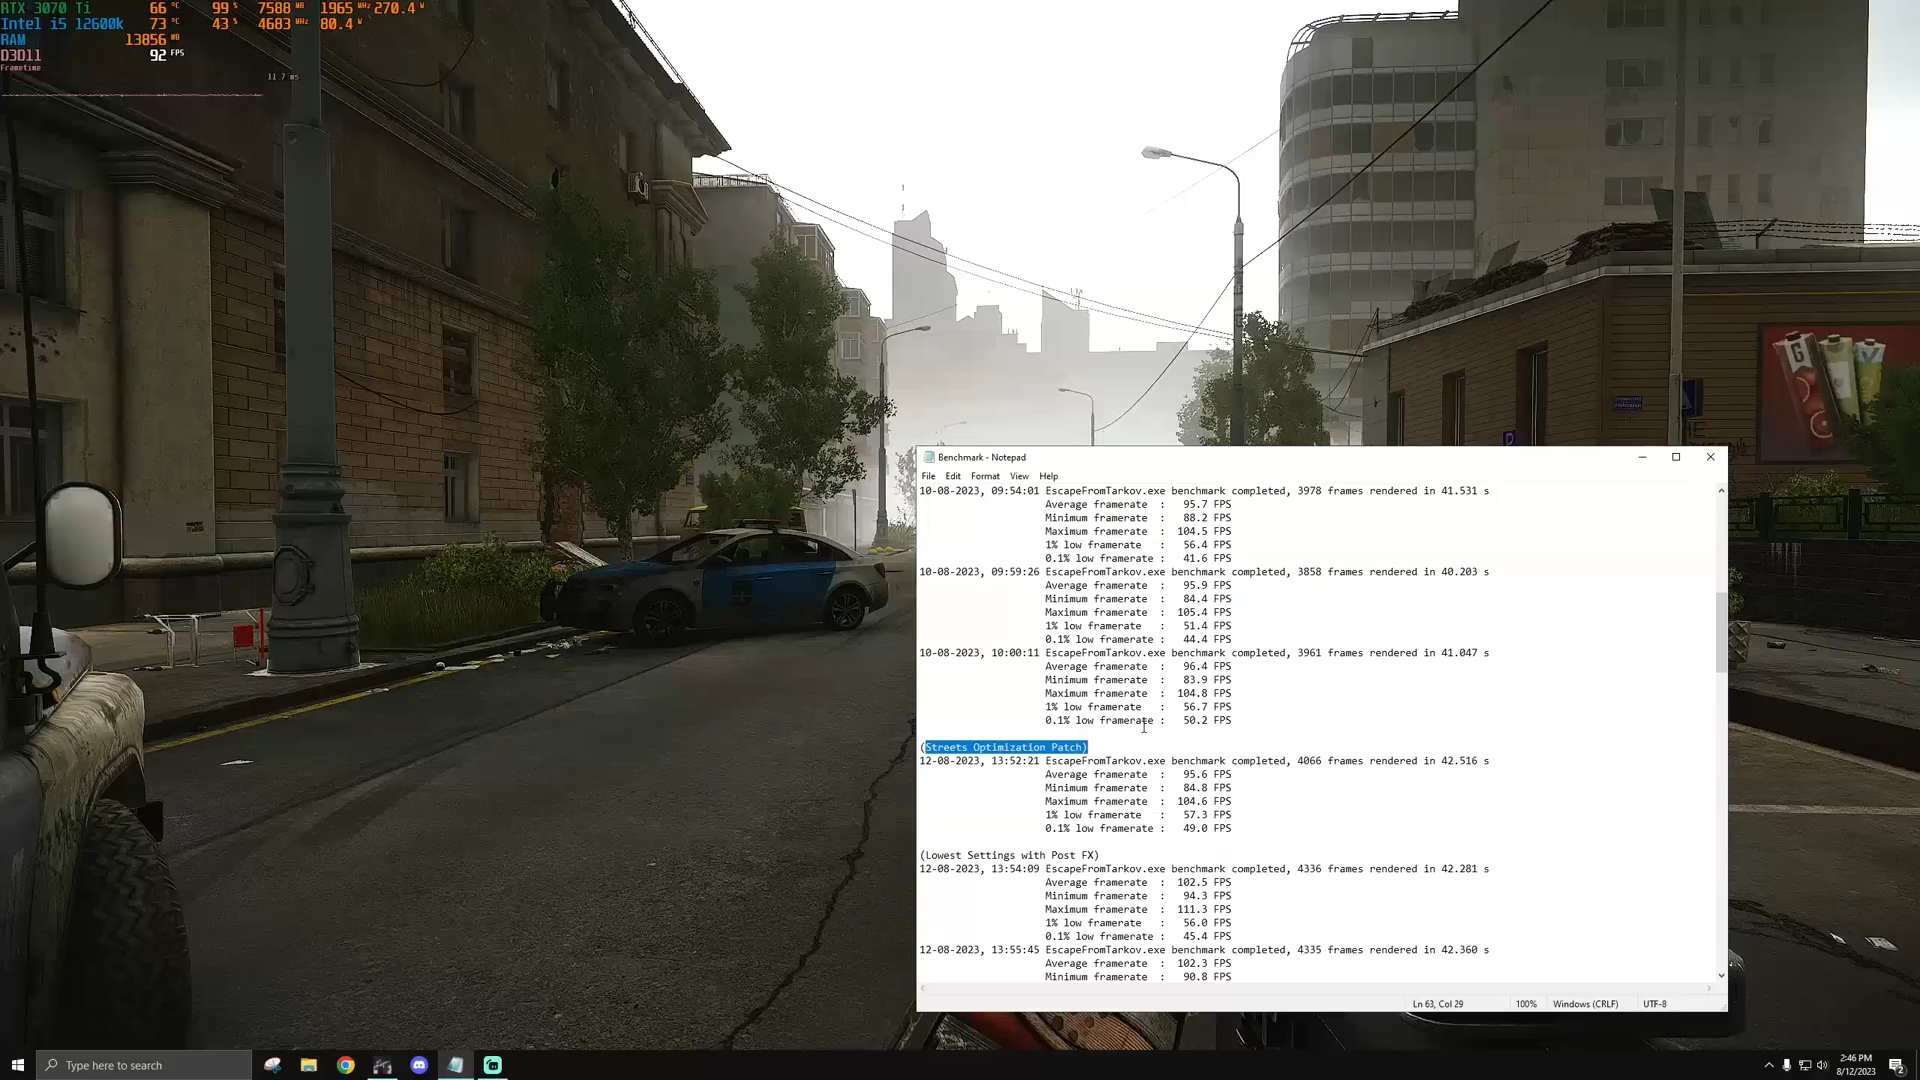 RTX 3070 Ti 66 °C 99 % 7588 MB 1965 MHz 270.4 W
Intel i5 12600k 73 °C 43 % 4683 MHz 80.4 W
RAM 13856 MB
D3D11 92 FPS
Frametime
11.7 ms
Benchmark - Notepad
File Edit Format View Help
10-08-2023, 09:54:01 EscapeFromTarkov.exe benchmark completed, 3978 frames rendered in 41.531 s
Average framerate : 95.7 FPS
Minimum framerate : 88.2 FPS
Maximum framerate : 104.5 FPS
1% low framerate : 56.4 FPS
0.1% low framerate : 41.6 FPS
10-08-2023, 09:59:26 EscapeFromTarkov.exe benchmark completed, 3858 frames rendered in 40.203 s
Average framerate : 95.9 FPS
Minimum framerate : 84.4 FPS
Maximum framerate : 105.4 FPS
1% low framerate : 51.4 FPS
0.1% low framerate : 44.4 FPS
10-08-2023, 10:00:11 EscapeFromTarkov.exe benchmark completed, 3961 frames rendered in 41.047 s
Average framerate : 96.4 FPS
Minimum framerate : 83.9 FPS
Maximum framerate : 104.8 FPS
1% low framerate : 56.7 FPS
0.1% low framerate : 50.2 FPS
(Streets Optimization Patch)
12-08-2023, 13:52:21 EscapeFromTarkov.exe benchmark completed, 4066 frames rendered in 42.516 s
Average framerate : 95.6 FPS
Minimum framerate : 84.8 FPS
Maximum framerate : 104.6 FPS
1% low framerate : 57.3 FPS
0.1% low framerate : 49.0 FPS
(Lowest Settings with Post FX)
12-08-2023, 13:54:09 EscapeFromTarkov.exe benchmark completed, 4336 frames rendered in 42.281 s
Average framerate : 102.5 FPS
Minimum framerate : 94.3 FPS
Maximum framerate : 111.3 FPS
1% low framerate : 56.0 FPS
0.1% low framerate : 45.4 FPS
12-08-2023, 13:55:45 EscapeFromTarkov.exe benchmark completed, 4335 frames rendered in 42.360 s
Average framerate : 102.3 FPS
Minimum framerate : 90.8 FPS
Ln 63, Col 29 100% Windows (CRLF) UTF-8
Type here to search
2:46 PM
8/12/2023
2